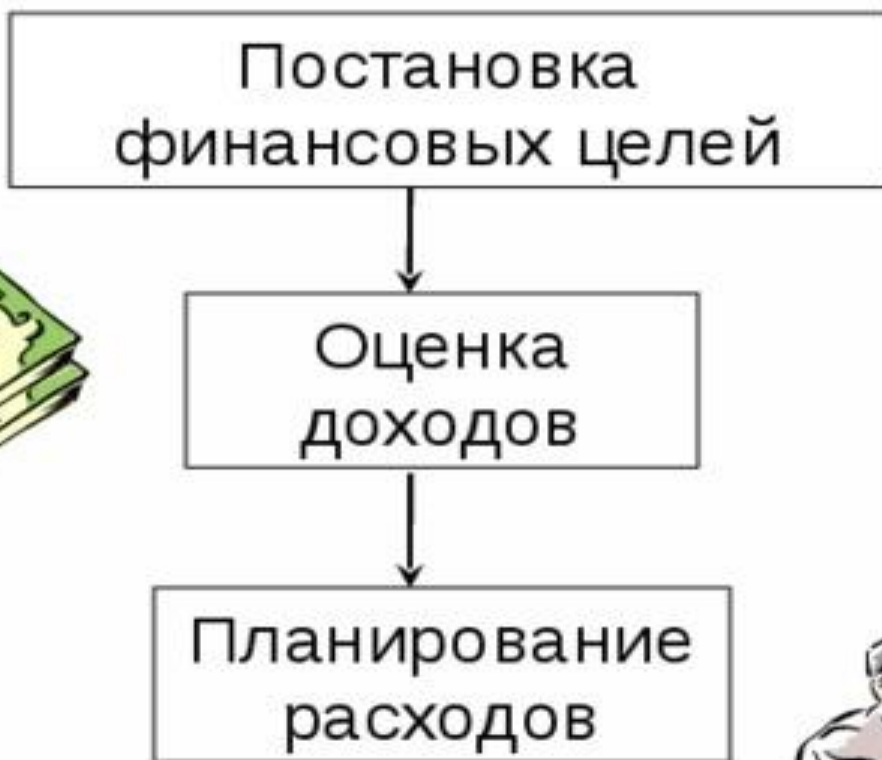 Постановка
финансовых целей
Оценка
доходов
Планирование
расходов